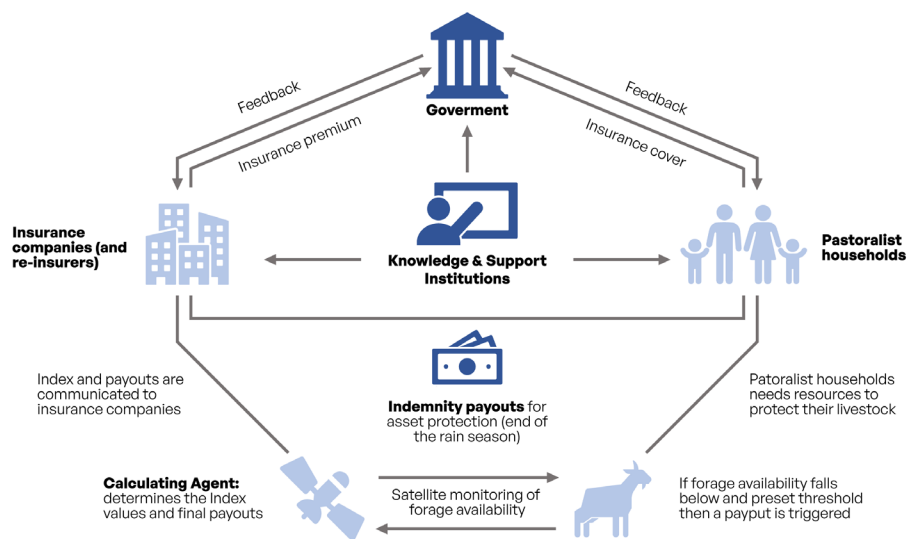 Goverment
Feedback
Insurance premium
Feedback
Insurance cover
Insurance
companies (and
re-insurers)
Knowledge & Support
Institutions
Pastoralist
households
Index and payouts are
communicated to
insurance companies
Indemnity payouts for
asset protection (end of
the rain season)
Patoralist households
needs resources to
protect their livestock
Calculating Agent:
determines the Index
values and final payouts
Satellite monitoring of
forage availability
If forage availability falls
below and preset threshold
then a payput is triggered